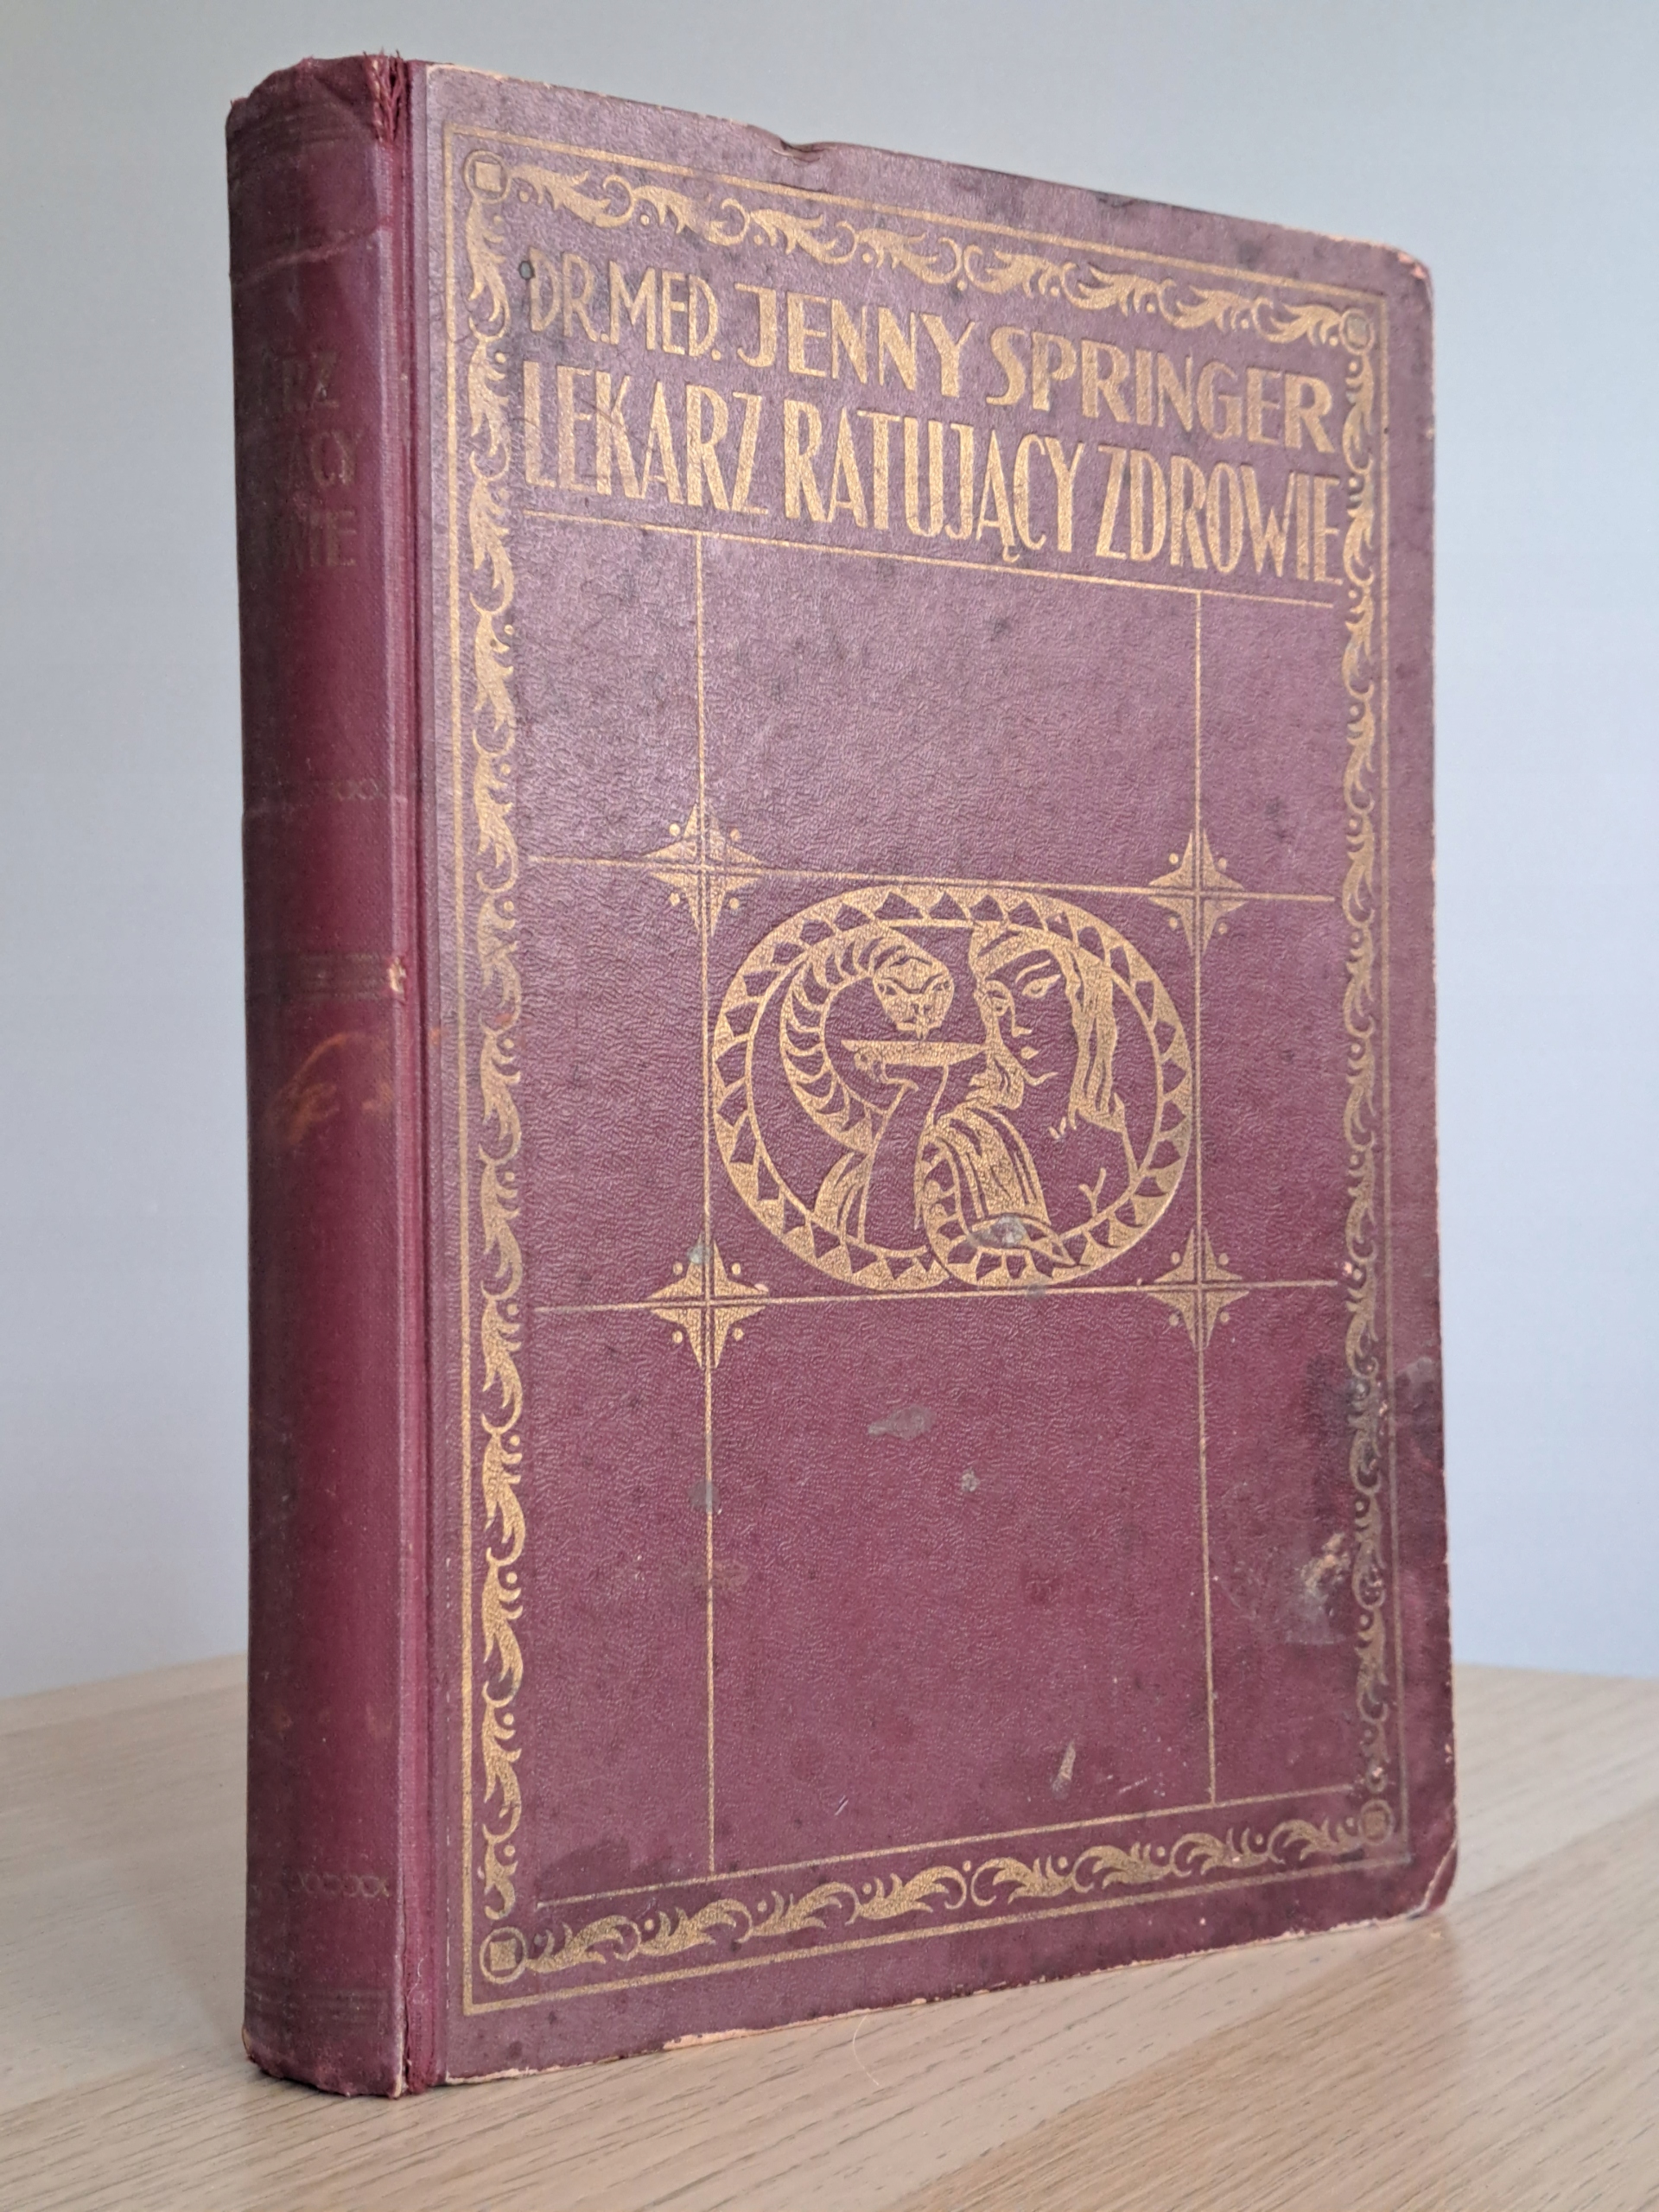 DR. MED. JENNY SPRINGER
LEKARZ RATUJĄCY ZDROWIE